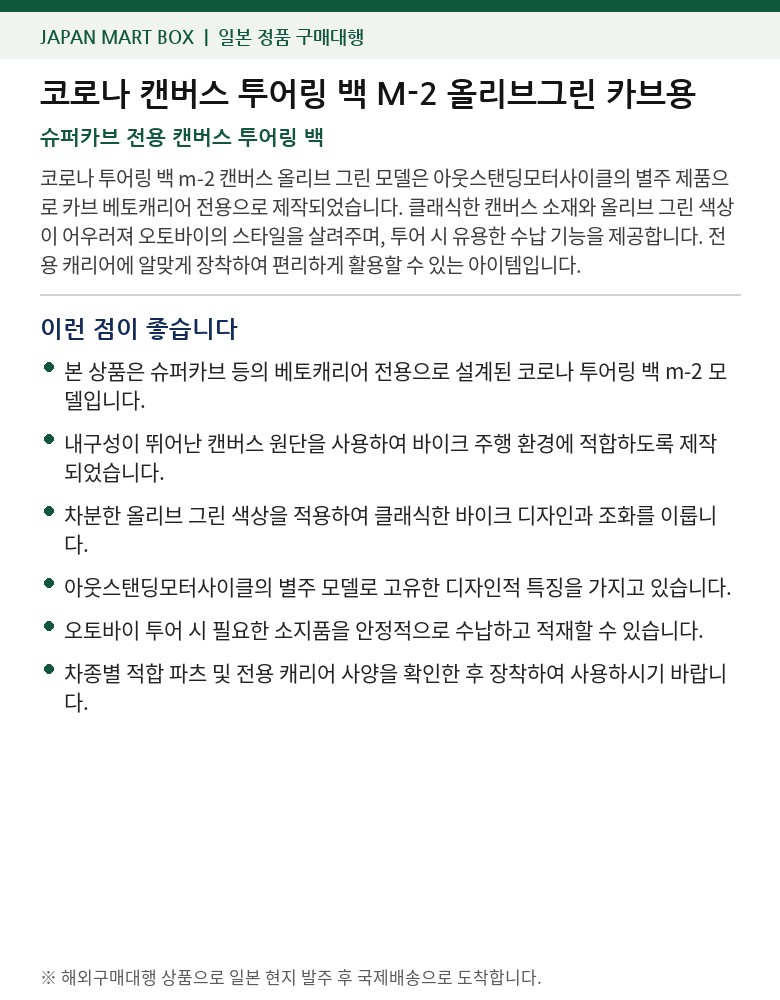 JAPAN MART BOX | 일본 정품 구매대행
코로나 캔버스 투어링 백 M-2 올리브그린 카브용
슈퍼카브 전용 캔버스 투어링 백
코로나 투어링 백 m-2 캔버스 올리브 그린 모델은 아웃스탠딩모터사이클의 별주 제품으
로 카브 베토캐리어 전용으로 제작되었습니다. 클래식한 캔버스 소재와 올리브 그린 색상
이 어우러져 오토바이의 스타일을 살려주며, 투어 시 유용한 수납 기능을 제공합니다. 전
용 캐리어에 알맞게 장착하여 편리하게 활용할 수 있는 아이템입니다.
이런 점이 좋습니다
본 상품은 슈퍼카브 등의 베토캐리어 전용으로 설계된 코로나 투어링 백 m-2 모
델입니다.
내구성이 뛰어난 캔버스 원단을 사용하여 바이크 주행 환경에 적합하도록 제작
되었습니다.
차분한 올리브 그린 색상을 적용하여 클래식한 바이크 디자인과 조화를 이룹니
다.
아웃스탠딩모터사이클의 별주 모델로 고유한 디자인적 특징을 가지고 있습니다.
오토바이 투어 시 필요한 소지품을 안정적으로 수납하고 적재할 수 있습니다.
차종별 적합 파츠 및 전용 캐리어 사양을 확인한 후 장착하여 사용하시기 바랍니
다.
※ 해외구매대행 상품으로 일본 현지 발주 후 국제배송으로 도착합니다.